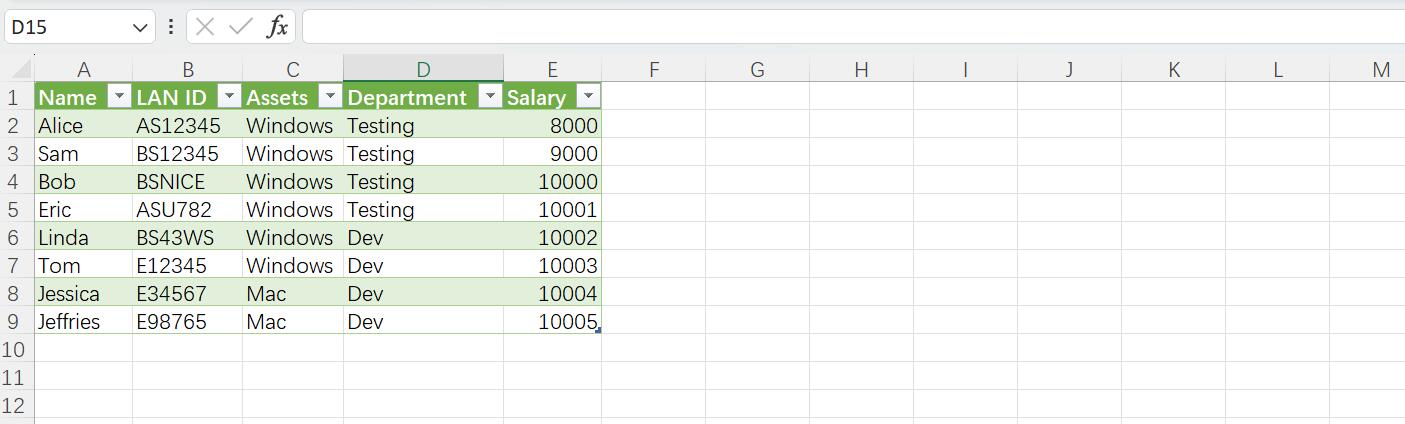 D15 fx
A B C D E F G H I J K L M
1 Name LAN ID Assets Department Salary
2 Alice AS12345 Windows Testing 8000
3 Sam BS12345 Windows Testing 9000
4 Bob BSNICE Windows Testing 10000
5 Eric ASU782 Windows Testing 10001
6 Linda BS43WS Windows Dev 10002
7 Tom E12345 Windows Dev 10003
8 Jessica E34567 Mac Dev 10004
9 Jeffries E98765 Mac Dev 10005
10
11
12